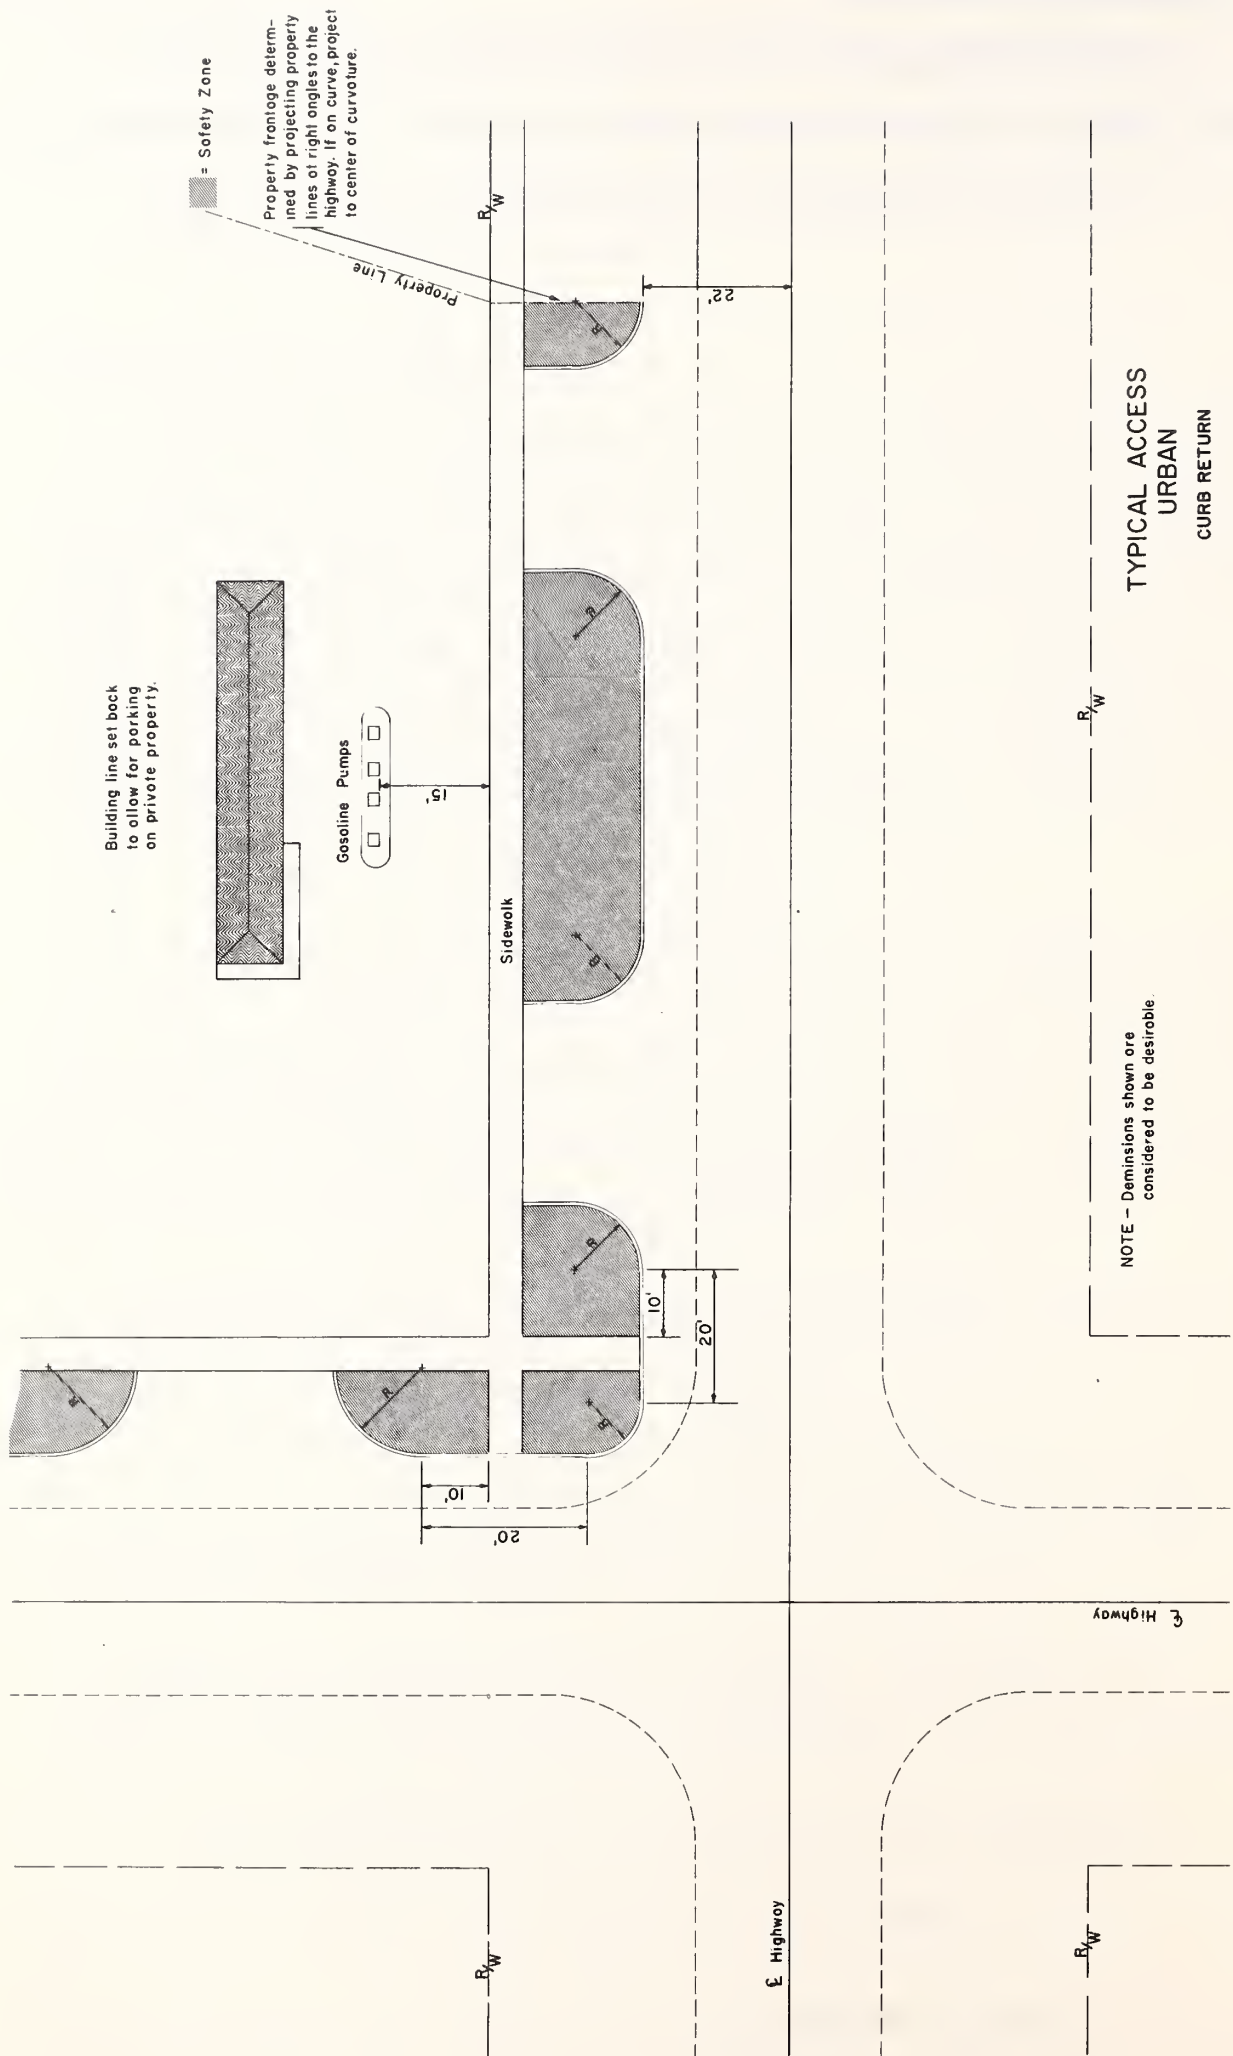 = Safety Zone
Property frontage determ-
ined by projecting property
lines at right angles to the
highway. If on curve, project
to center of curvature.
Property Line
R/W
Building line set back
to allow for parking
on private property.
Gasoline Pumps
15'
Sidewalk
R
R
R
R
R
R
R
22'
10'
20'
10'
20'
R/W
R/W
R/W
℄ Highway
℄ Highway
NOTE – Deminsions shown are
considered to be desirable.
TYPICAL ACCESS
URBAN
CURB RETURN